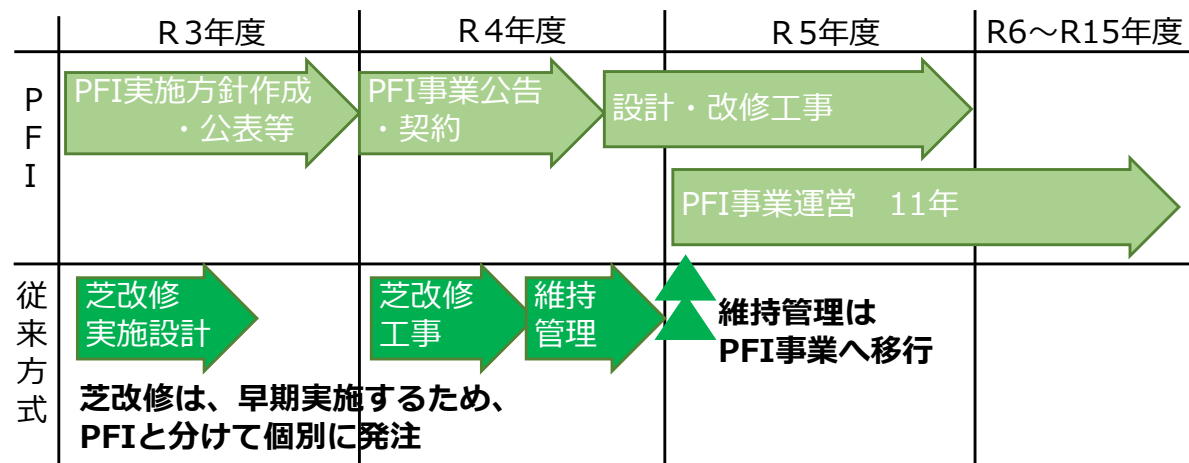 R3年度 R4年度 R5年度 R6～R15年度
PFI
PFI実施方針作成
・公表等
PFI事業公告
・契約
設計・改修工事
PFI事業運営　11年
従来方式
芝改修
実施設計
芝改修
工事
維持
管理
維持管理は
PFI事業へ移行
芝改修は、早期実施するため、
PFIと分けて個別に発注